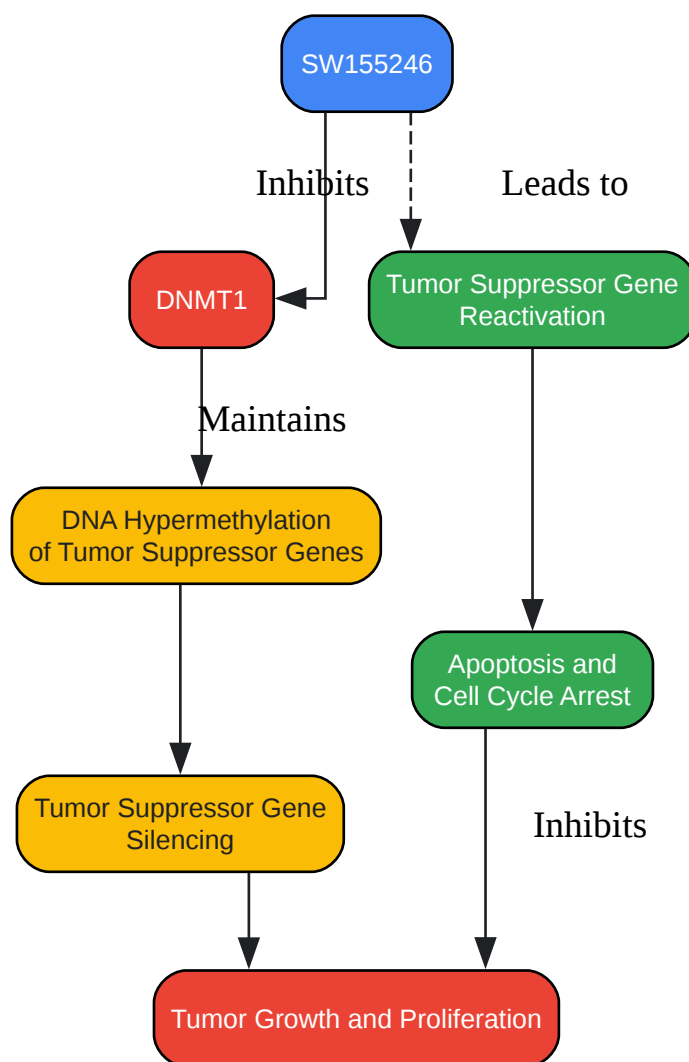 SW155246
Inhibits
Leads to
DNMT1
Tumor Suppressor Gene
Reactivation
Maintains
DNA Hypermethylation
of Tumor Suppressor Genes
Apoptosis and
Cell Cycle Arrest
Tumor Suppressor Gene
Silencing
Inhibits
Tumor Growth and Proliferation